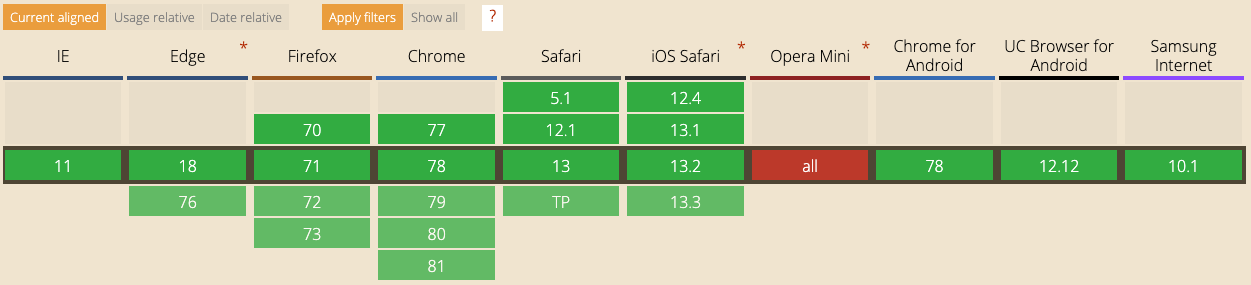 Current aligned Usage relative Date relative Apply filters Show all ?
IE Edge * Firefox Chrome Safari iOS Safari * Opera Mini * Chrome for Android UC Browser for Android Samsung Internet
5.1 12.4
70 77 12.1 13.1
11 18 71 78 13 13.2 all 78 12.12 10.1
76 72 79 TP 13.3
73 80
81